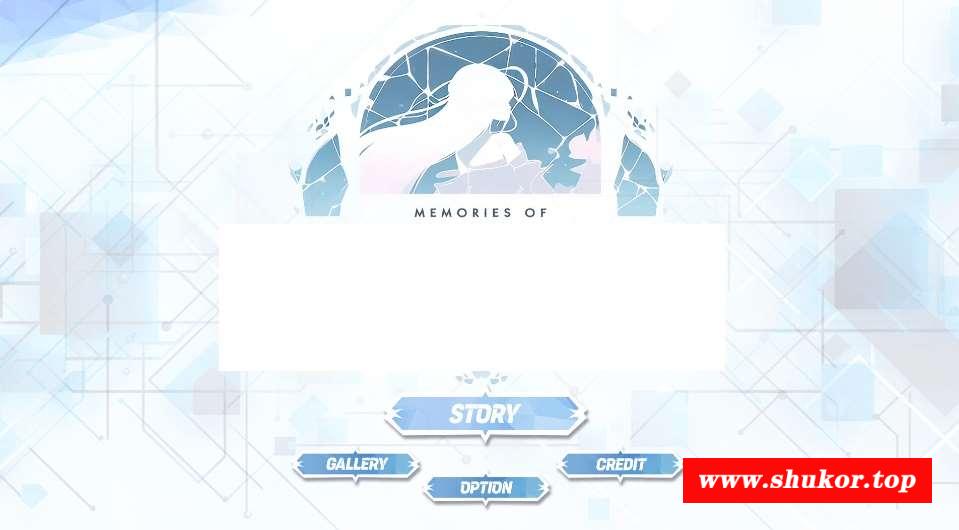 MEMORIES OF
STORY
GALLERY
CREDIT
OPTION
www.shukor.top